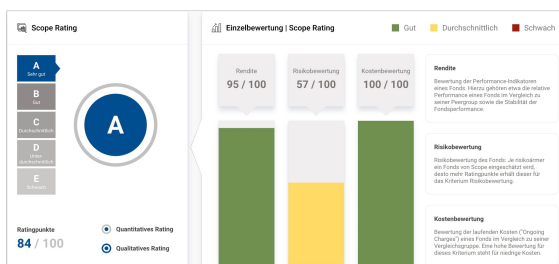 Scope Rating
A
Sehr gut
B
Gut
C
Durchschnittlich
D
Unter-
durchschnittlich
E
Schwach
A
Ratingpunkte
84 / 100
Quantitatives Rating
Qualitatives Rating
Einzelbewertung | Scope Rating
Gut
Durchschnittlich
Schwach
Rendite
95 / 100
Risikobewertung
57 / 100
Kostenbewertung
100 / 100
Rendite
Bewertung der Performance-Indikatoren
eines Fonds. Hierzu gehören etwa die relative
Performance eines Fonds im Vergleich zu
seiner Peergroup sowie die Stabilität der
Fondsperformance.
Risikobewertung
Risikobewertung des Fonds: Je risikoärmer
ein Fonds von Scope eingeschätzt wird,
desto mehr Ratingpunkte erhält dieser für
das Kriterium Risikobewertung.
Kostenbewertung
Bewertung der laufenden Kosten ("Ongoing
Charges") eines Fonds im Vergleich zu seiner
Vergleichsgruppe. Eine hohe Bewertung für
dieses Kriterium steht für niedrige Kosten.